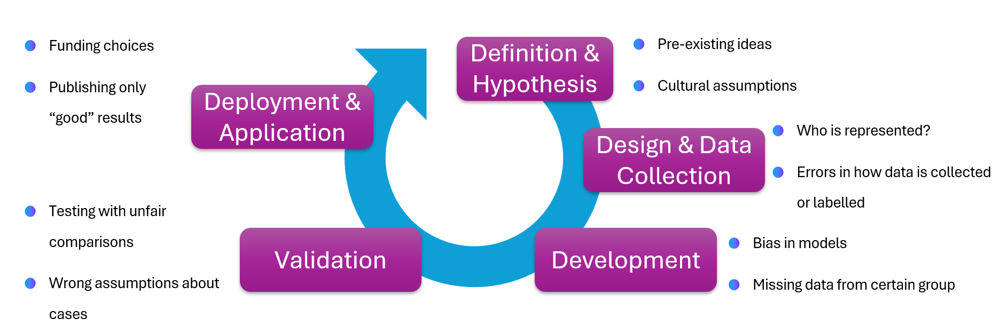 Definition &
Hypothesis
Pre-existing ideas
Cultural assumptions
Design & Data
Collection
Who is represented?
Errors in how data is collected
or labelled
Development
Bias in models
Missing data from certain group
Validation
Testing with unfair
comparisons
Wrong assumptions about
cases
Deployment &
Application
Funding choices
Publishing only
“good” results